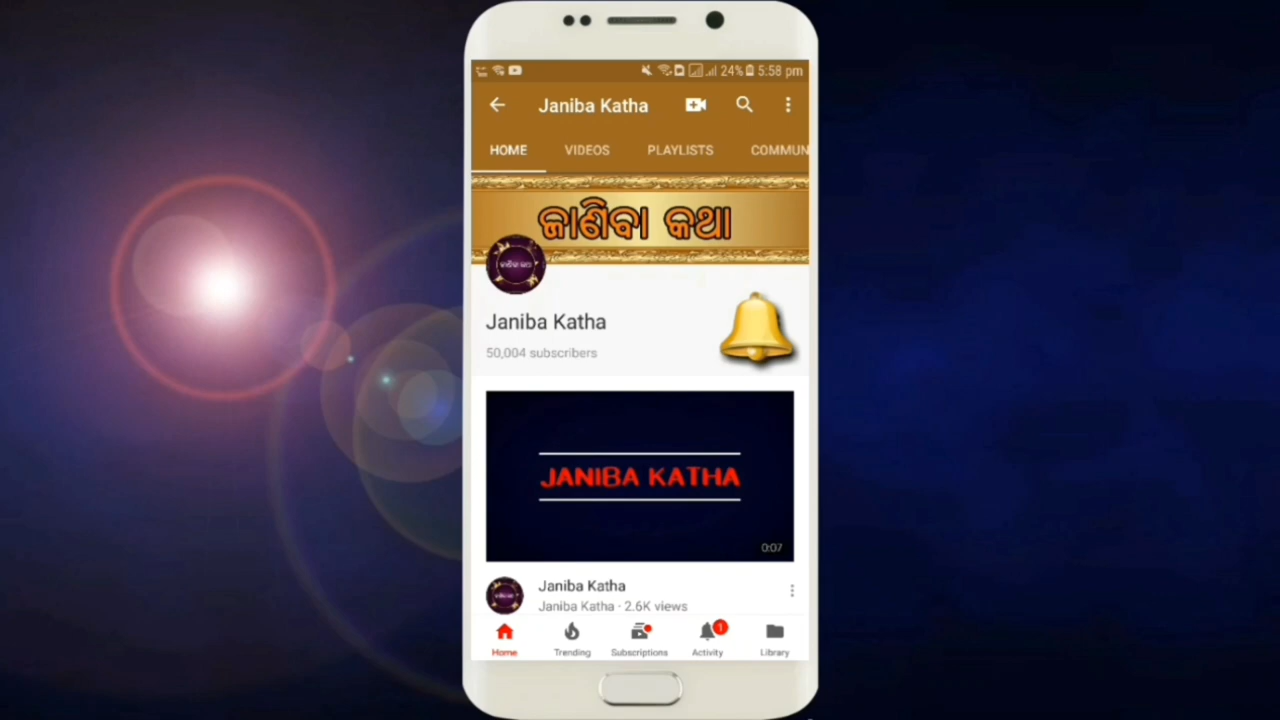 24% 5:58 pm
Janiba Katha
HOME VIDEOS PLAYLISTS COMMUN
ଜାଣିବା କଥା
ଜାଣିବା କଥା
Janiba Katha
50,004 subscribers
JANIBA KATHA
0:07
Janiba Katha
Janiba Katha · 2.6K views
1
Home Trending Subscriptions Activity Library